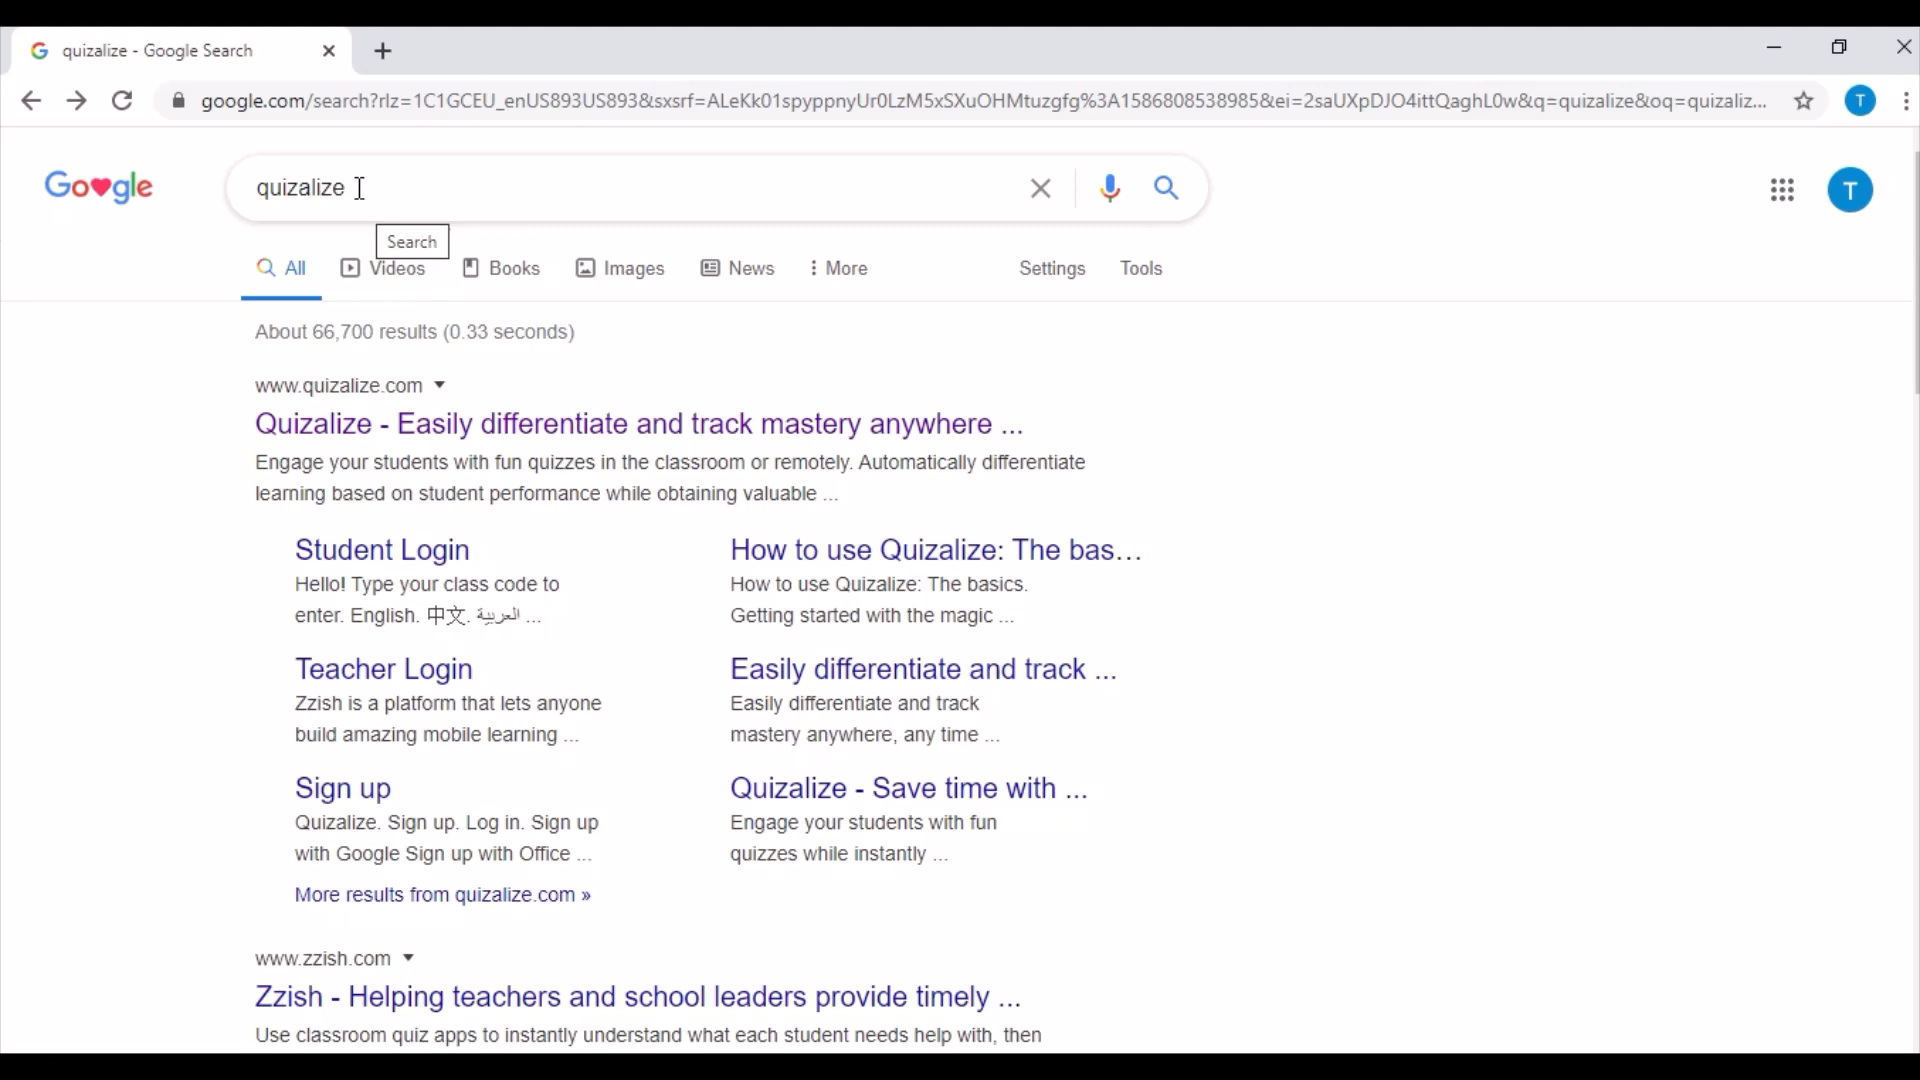 quizalize - Google Search
google.com/search?rlz=1C1GCEU_enUS893US893&sxsrf=ALeKk01spyppnyUr0LzM5xSXuOHMtuzgfg%3A1586808538985&ei=2saUXpDJO4ittQaghL0w&q=quizalize&oq=quizaliz...
T
Go gle
quizalize
T
Search
All
Videos
Books
Images
News
More
Settings
Tools
About 66,700 results (0.33 seconds)
www.quizalize.com
Quizalize - Easily differentiate and track mastery anywhere ...
Engage your students with fun quizzes in the classroom or remotely. Automatically differentiate
learning based on student performance while obtaining valuable ...
Student Login
Hello! Type your class code to
enter. English. 中文. العربية ...
How to use Quizalize: The bas...
How to use Quizalize: The basics.
Getting started with the magic ...
Teacher Login
Zzish is a platform that lets anyone
build amazing mobile learning ...
Easily differentiate and track ...
Easily differentiate and track
mastery anywhere, any time ...
Sign up
Quizalize. Sign up. Log in. Sign up
with Google Sign up with Office ...
Quizalize - Save time with ...
Engage your students with fun
quizzes while instantly ...
More results from quizalize.com »
www.zzish.com
Zzish - Helping teachers and school leaders provide timely ...
Use classroom quiz apps to instantly understand what each student needs help with, then